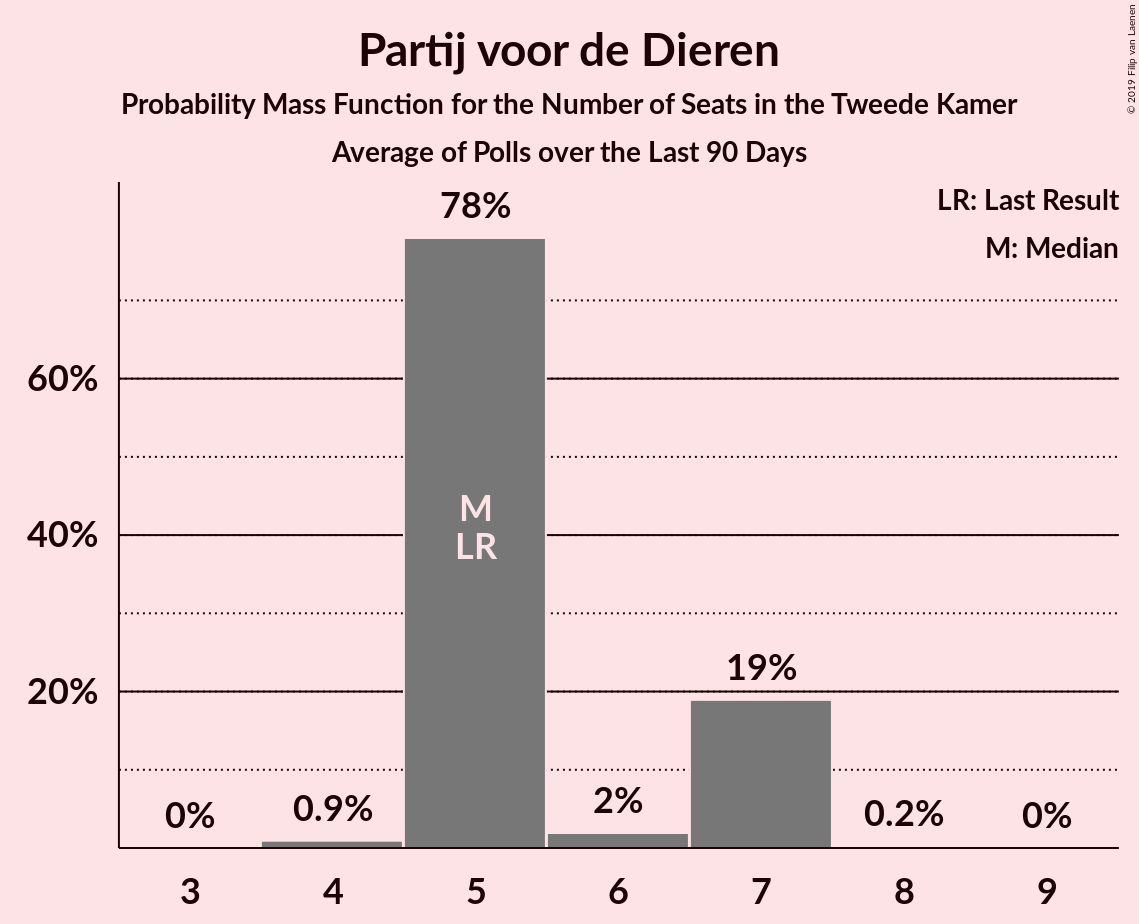 Partij voor de Dieren
Probability Mass Function for the Number of Seats in the Tweede Kamer
Average of Polls over the Last 90 Days
© 2019 Filip van Laenen
LR: Last Result
M: Median
78%
60%
M
40%
LR
19%
20%
0%
0.9%
2%
0.2%
0%
3
4
5
6
7
8
9